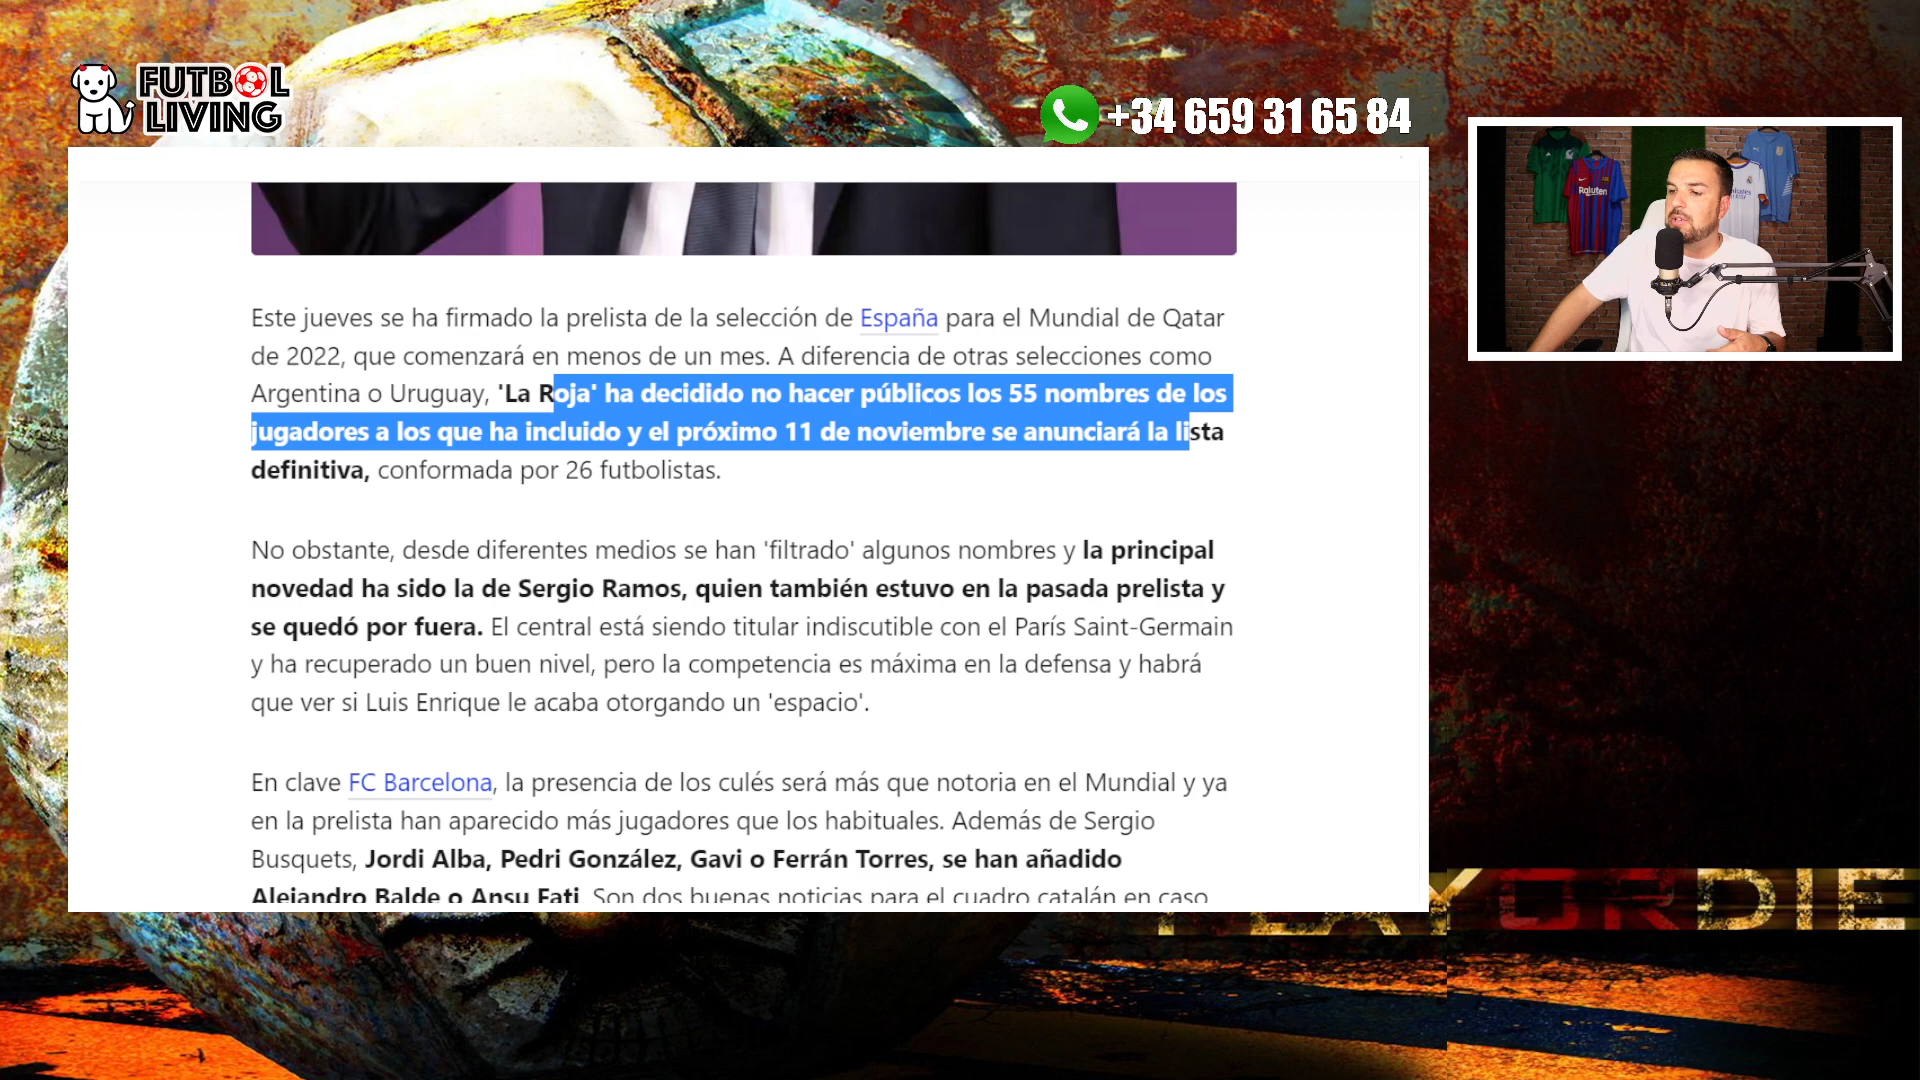 FUTBOL
LIVING
+34 659 31 65 84
Rakuten
Este jueves se ha firmado la prelista de la selección de España para el Mundial de Qatar
de 2022, que comenzará en menos de un mes. A diferencia de otras selecciones como
Argentina o Uruguay, 'La Roja' ha decidido no hacer públicos los 55 nombres de los
jugadores a los que ha incluido y el próximo 11 de noviembre se anunciará la lista
definitiva, conformada por 26 futbolistas.
No obstante, desde diferentes medios se han 'filtrado' algunos nombres y la principal
novedad ha sido la de Sergio Ramos, quien también estuvo en la pasada prelista y
se quedó por fuera. El central está siendo titular indiscutible con el París Saint-Germain
y ha recuperado un buen nivel, pero la competencia es máxima en la defensa y habrá
que ver si Luis Enrique le acaba otorgando un 'espacio'.
En clave FC Barcelona, la presencia de los culés será más que notoria en el Mundial y ya
en la prelista han aparecido más jugadores que los habituales. Además de Sergio
Busquets, Jordi Alba, Pedri González, Gavi o Ferrán Torres, se han añadido
Alejandro Balde o Ansu Fati. Son dos buenas noticias para el cuadro catalán en caso
PLAY OR DIE